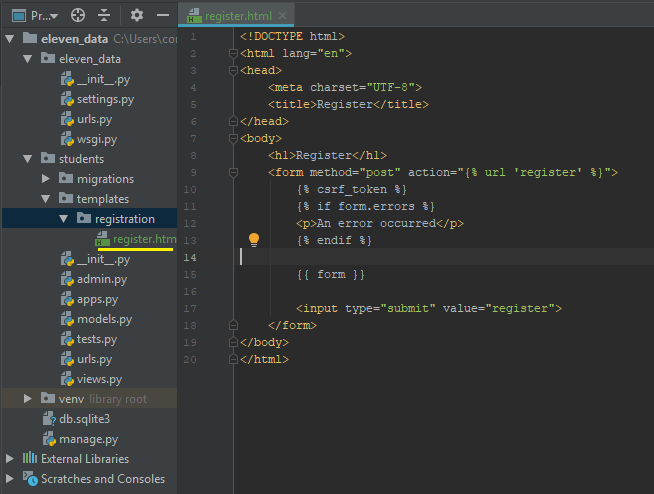 Pr...
register.html
eleven_data C:\Users\cor
eleven_data
__init__.py
settings.py
urls.py
wsgi.py
students
migrations
templates
registration
register.htm
__init__.py
admin.py
apps.py
models.py
tests.py
urls.py
views.py
venv library root
db.sqlite3
manage.py
External Libraries
Scratches and Consoles
1 <!DOCTYPE html>
2 <html lang="en">
3 <head>
4 <meta charset="UTF-8">
5 <title>Register</title>
6 </head>
7 <body>
8 <h1>Register</h1>
9 <form method="post" action="{% url 'register' %}">
10 {% csrf_token %}
11 {% if form.errors %}
12 <p>An error occurred</p>
13 {% endif %}
14
15 {{ form }}
16
17 <input type="submit" value="register">
18 </form>
19 </body>
20 </html>